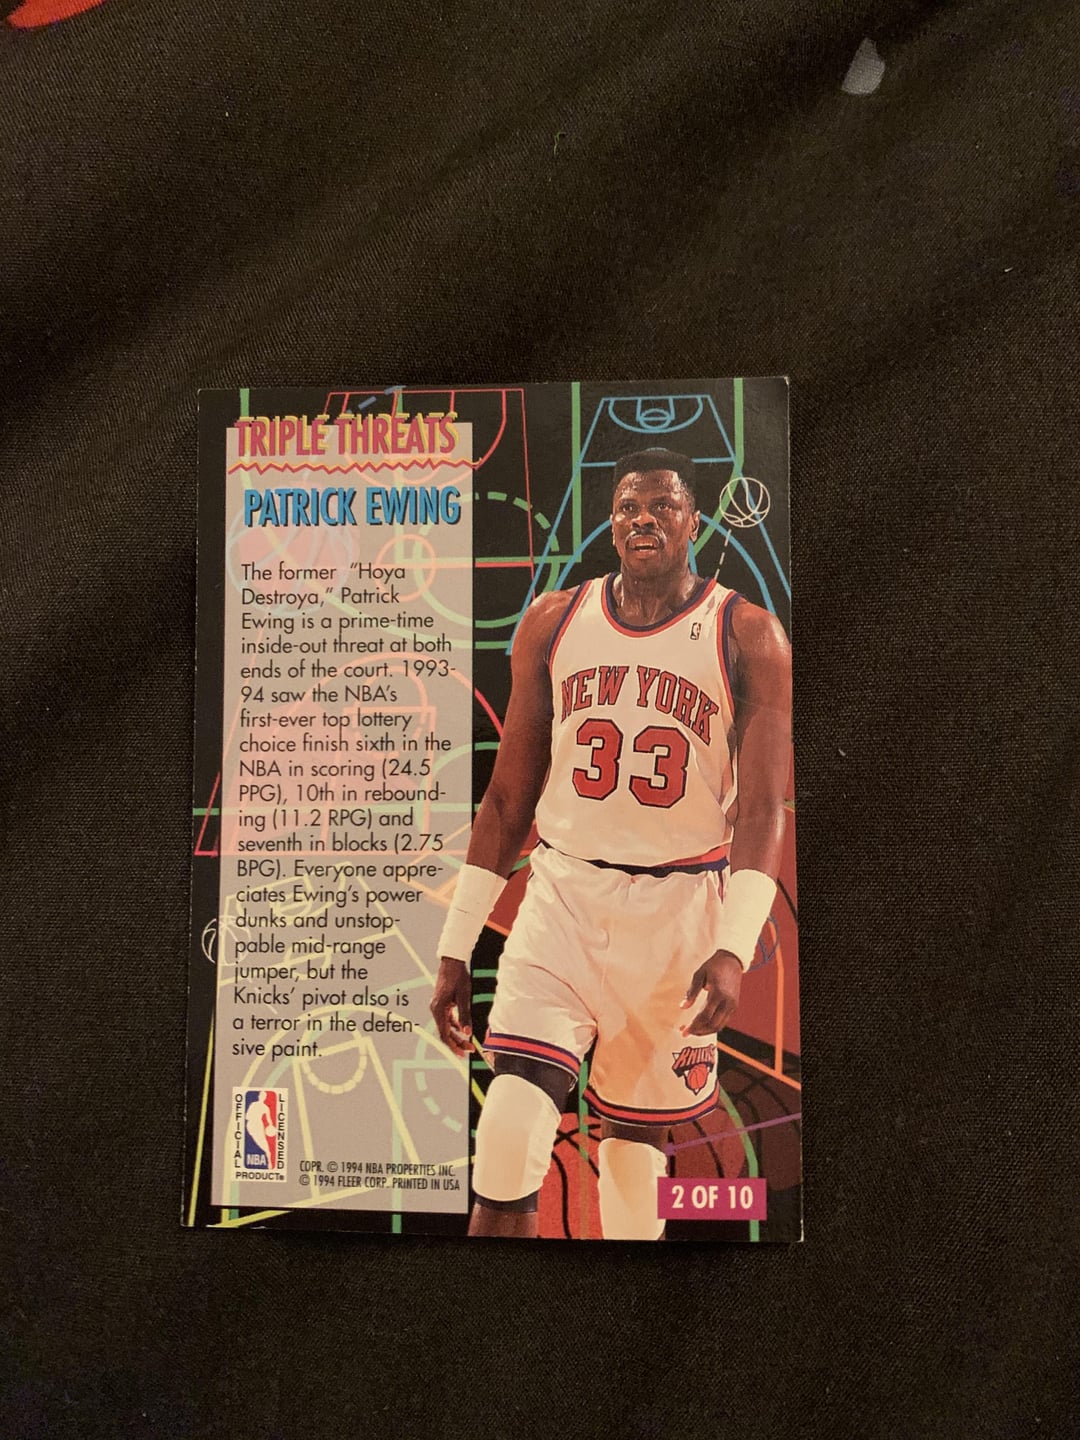 TRIPLE THREATS
PATRICK EWING
The former "Hoya
Destroya," Patrick
Ewing is a prime-time
inside-out threat at both
ends of the court. 1993-
94 saw the NBA's
first-ever top lottery
choice finish sixth in the
NBA in scoring (24.5
PPG), 10th in rebound-
ing (11.2 RPG) and
seventh in blocks (2.75
BPG). Everyone appre-
ciates Ewing's power
dunks and unstop-
pable mid-range
jumper, but the
Knicks' pivot also is
a terror in the defen-
sive paint.
OFFICIAL
LICENSED
NBA
PRODUCT®
COPR. © 1994 NBA PROPERTIES INC.
© 1994 FLEER CORP. PRINTED IN USA
NEW YORK
33
KNICKS
2 OF 10